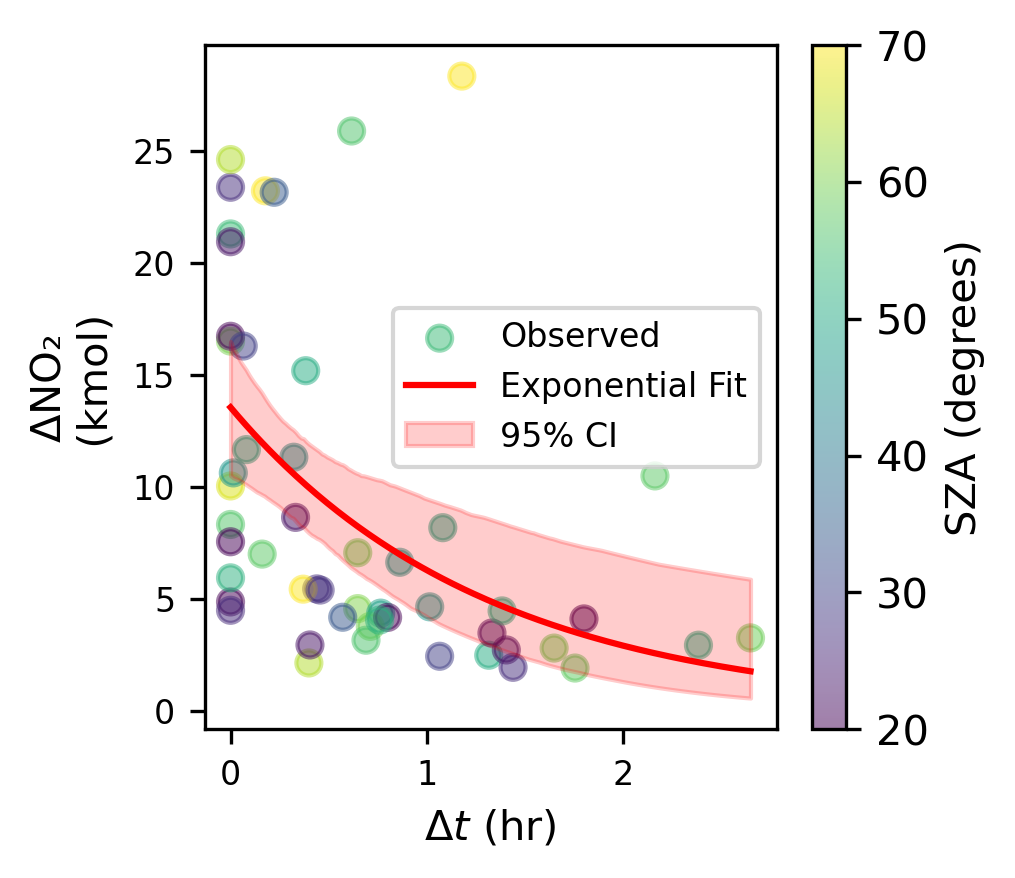 25
20
15
10
5
0
0
1
2
ΔNO₂
(kmol)
Δt (hr)
Observed
Exponential Fit
95% CI
70
60
50
40
30
20
SZA (degrees)